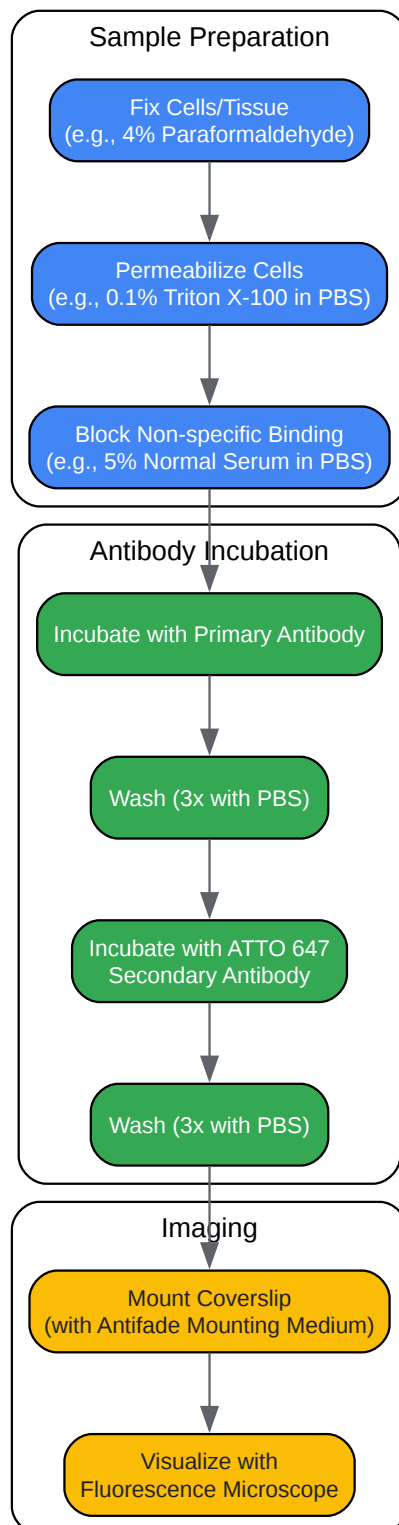 Sample Preparation
Fix Cells/Tissue
(e.g., 4% Paraformaldehyde)
Permeabilize Cells
(e.g., 0.1% Triton X-100 in PBS)
Block Non-specific Binding
(e.g., 5% Normal Serum in PBS)
Antibody Incubation
Incubate with Primary Antibody
Wash (3x with PBS)
Incubate with ATTO 647
Secondary Antibody
Wash (3x with PBS)
Imaging
Mount Coverslip
(with Antifade Mounting Medium)
Visualize with
Fluorescence Microscope